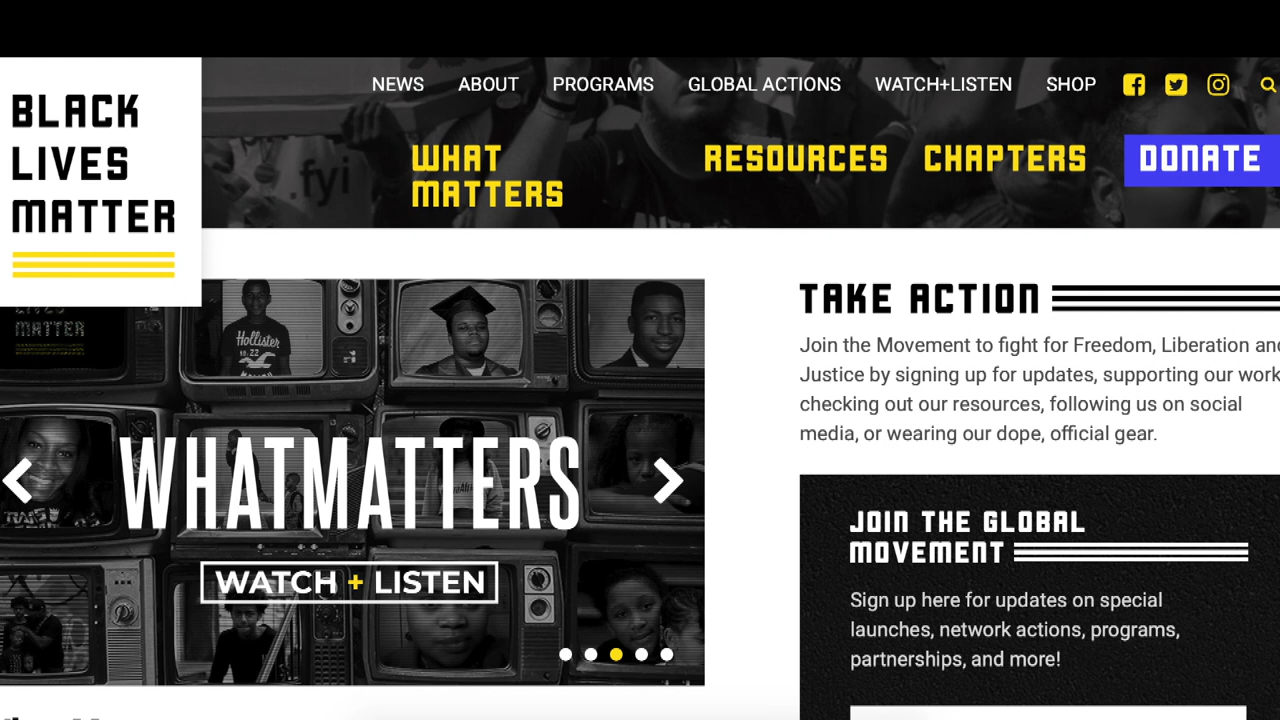 BLACK
LIVES
MATTER
NEWS ABOUT PROGRAMS GLOBAL ACTIONS WATCH+LISTEN SHOP
.fyi
WHAT
MATTERS
RESOURCES CHAPTERS DONATE
MATTER
Hollister
WHATMATTERS
WATCH + LISTEN
TAKE ACTION
Join the Movement to fight for Freedom, Liberation and
Justice by signing up for updates, supporting our work
checking out our resources, following us on social
media, or wearing our dope, official gear.
JOIN THE GLOBAL
MOVEMENT
Sign up here for updates on special
launches, network actions, programs,
partnerships, and more!